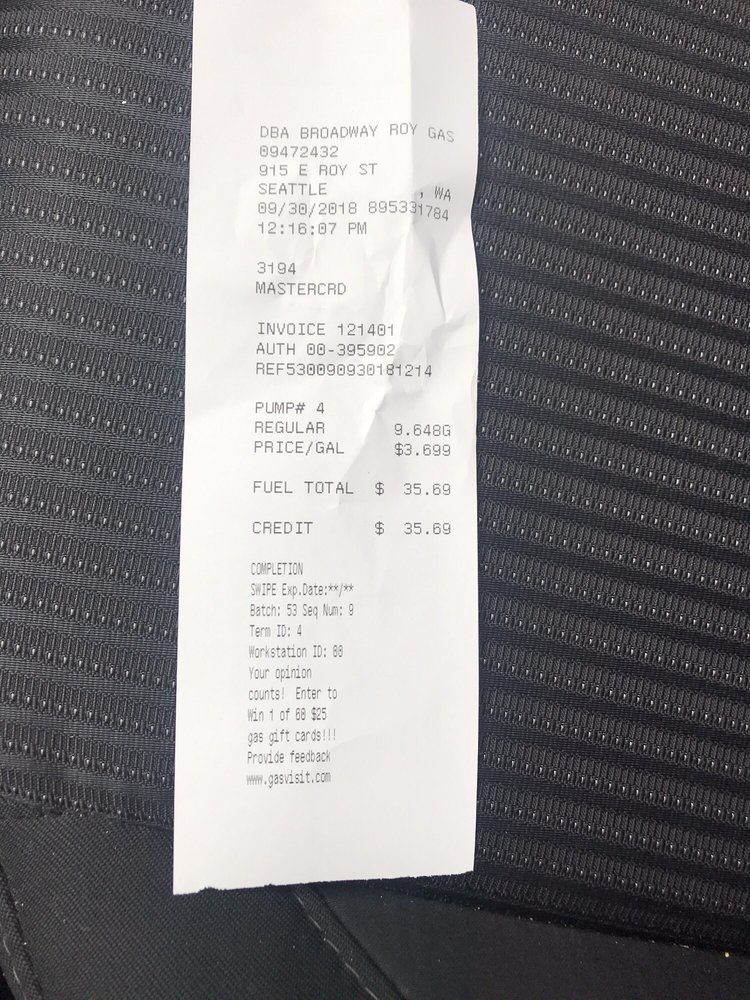 DBA BROADWAY ROY GAS
09472432
915 E ROY ST
SEATTLE , WA
09/30/2018 895331784
12:16:07 PM
3194
MASTERCRD
INVOICE 121401
AUTH 00-395902
REF530090930181214
PUMP# 4
REGULAR 9.648G
PRICE/GAL $3.699
FUEL TOTAL $ 35.69
CREDIT $ 35.69
COMPLETION
SWIPE Exp.Date:**/**
Batch: 53 Seq Num: 9
Term ID: 4
Workstation ID: 00
Your opinion
counts! Enter to
Win 1 of 60 $25
gas gift cards!!!
Provide feedback
www.gasvisit.com